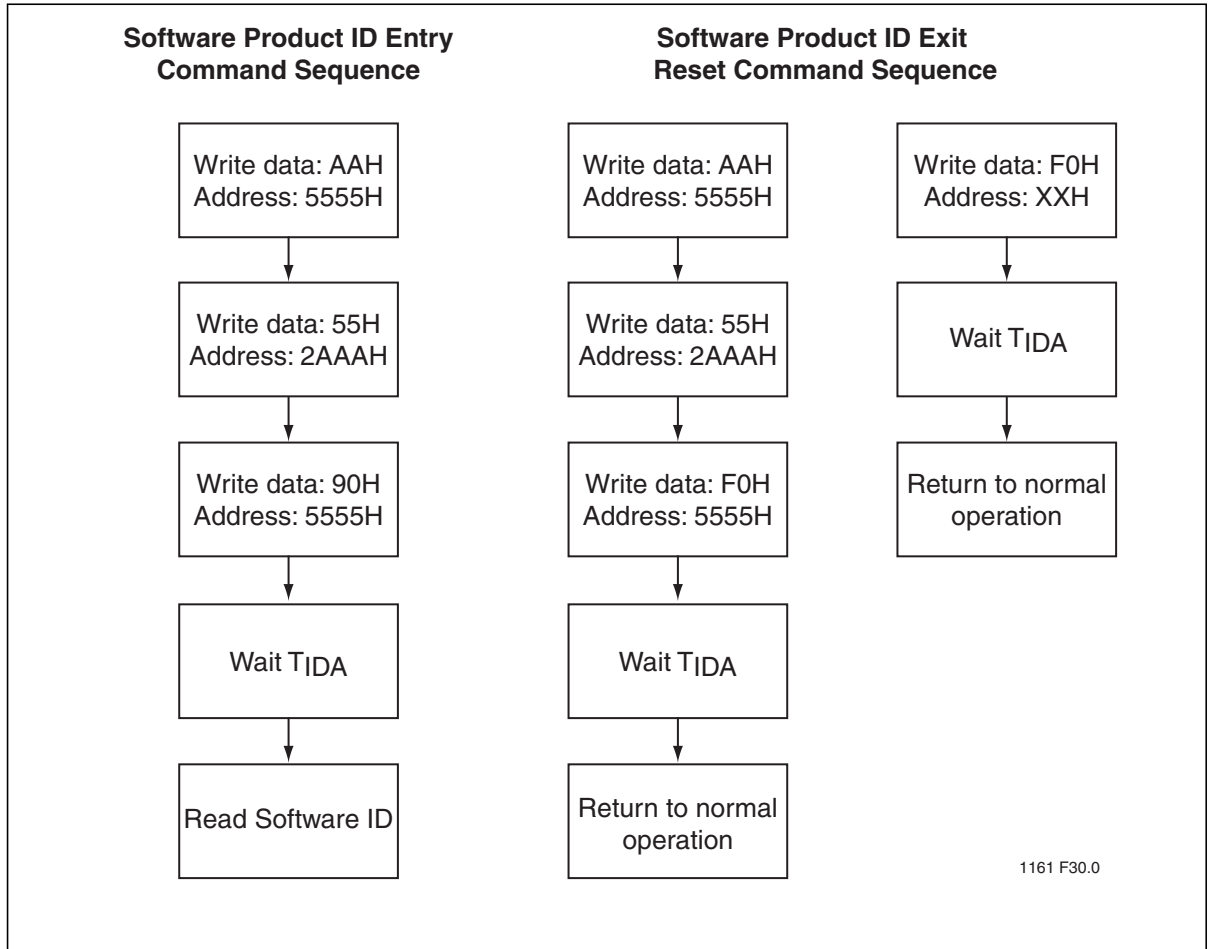 Software Product ID Entry
Command Sequence
Write data: AAH
Address: 5555H
Write data: 55H
Address: 2AAAH
Write data: 90H
Address: 5555H
Wait TIDA
Read Software ID
Software Product ID Exit
Reset Command Sequence
Write data: AAH
Address: 5555H
Write data: 55H
Address: 2AAAH
Write data: F0H
Address: 5555H
Wait TIDA
Return to normal
operation
Write data: F0H
Address: XXH
Wait TIDA
Return to normal
operation
1161 F30.0